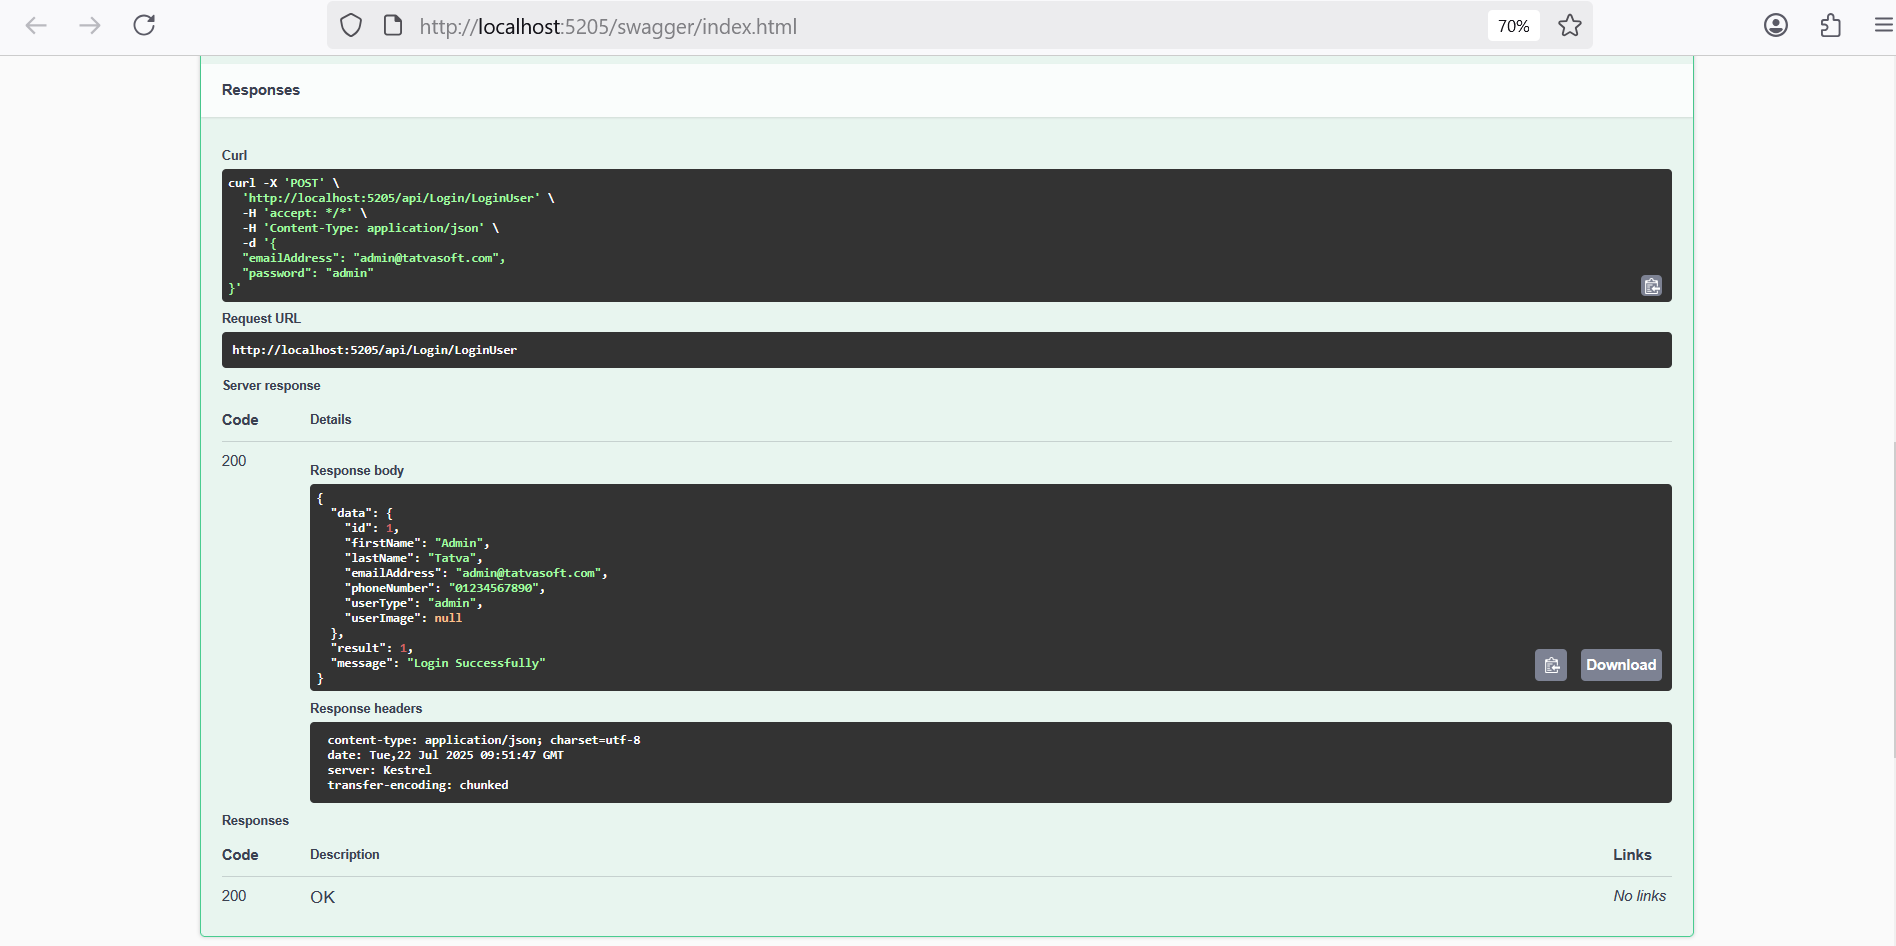 http://localhost:5205/swagger/index.html
70%
Responses
Curl
curl -X 'POST' \
  'http://localhost:5205/api/Login/LoginUser' \
  -H 'accept: */*' \
  -H 'Content-Type: application/json' \
  -d '{
  "emailAddress": "admin@tatvasoft.com",
  "password": "admin"
}'
Request URL
http://localhost:5205/api/Login/LoginUser
Server response
Code Details
200
Response body
{
  "data": {
    "id": 1,
    "firstName": "Admin",
    "lastName": "Tatva",
    "emailAddress": "admin@tatvasoft.com",
    "phoneNumber": "01234567890",
    "userType": "admin",
    "userImage": null
  },
  "result": 1,
  "message": "Login Successfully"
}
Download
Response headers
content-type: application/json; charset=utf-8
date: Tue,22 Jul 2025 09:51:47 GMT
server: Kestrel
transfer-encoding: chunked
Responses
Code Description Links
200 OK No links